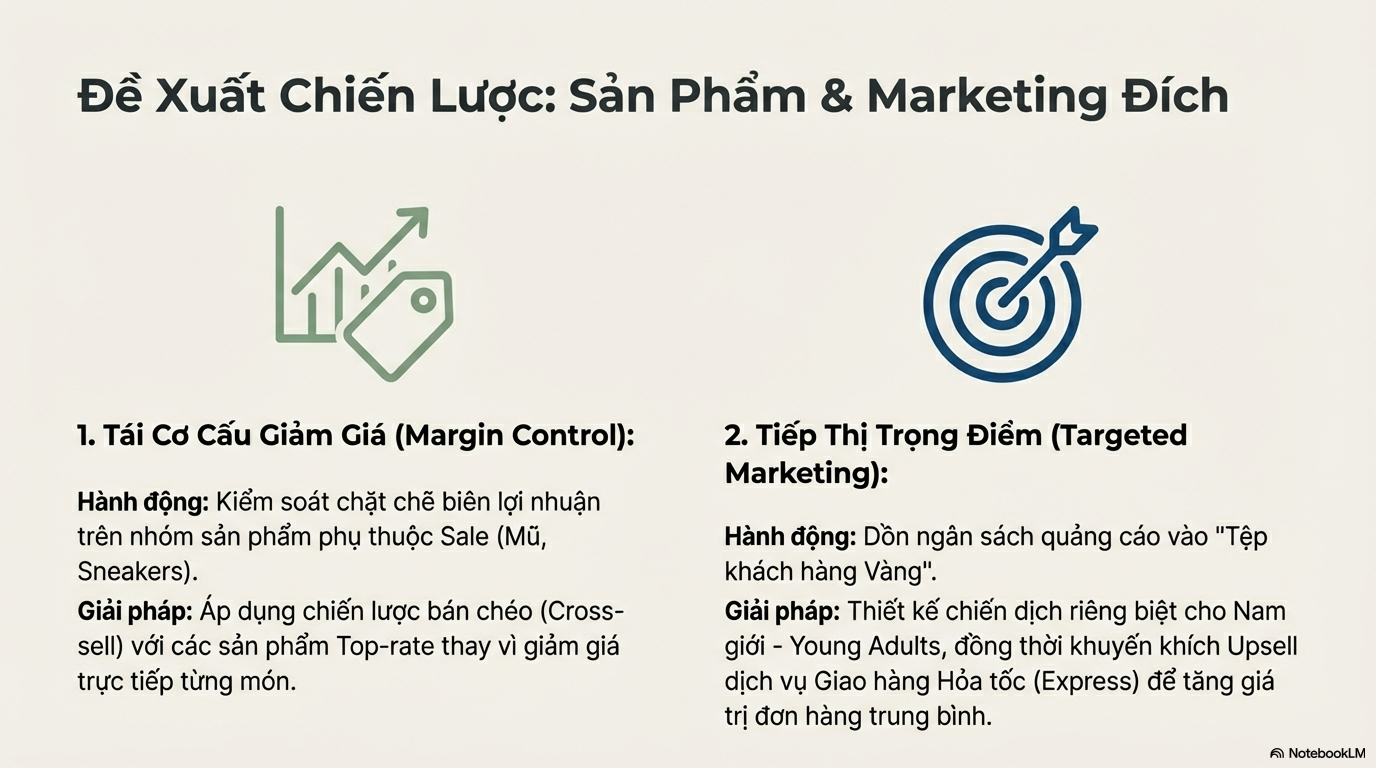 Đề Xuất Chiến Lược: Sản Phẩm & Marketing Đích
1. Tái Cơ Cấu Giảm Giá (Margin Control):
Hành động: Kiểm soát chặt chẽ biên lợi nhuận
trên nhóm sản phẩm phụ thuộc Sale (Mũ,
Sneakers).
Giải pháp: Áp dụng chiến lược bán chéo (Cross-
sell) với các sản phẩm Top-rate thay vì giảm giá
trực tiếp từng món.
2. Tiếp Thị Trọng Điểm (Targeted
Marketing):
Hành động: Dồn ngân sách quảng cáo vào "Tệp
khách hàng Vàng".
Giải pháp: Thiết kế chiến dịch riêng biệt cho Nam
giới - Young Adults, đồng thời khuyến khích Upsell
dịch vụ Giao hàng Hỏa tốc (Express) để tăng giá
trị đơn hàng trung bình.
NotebookLM